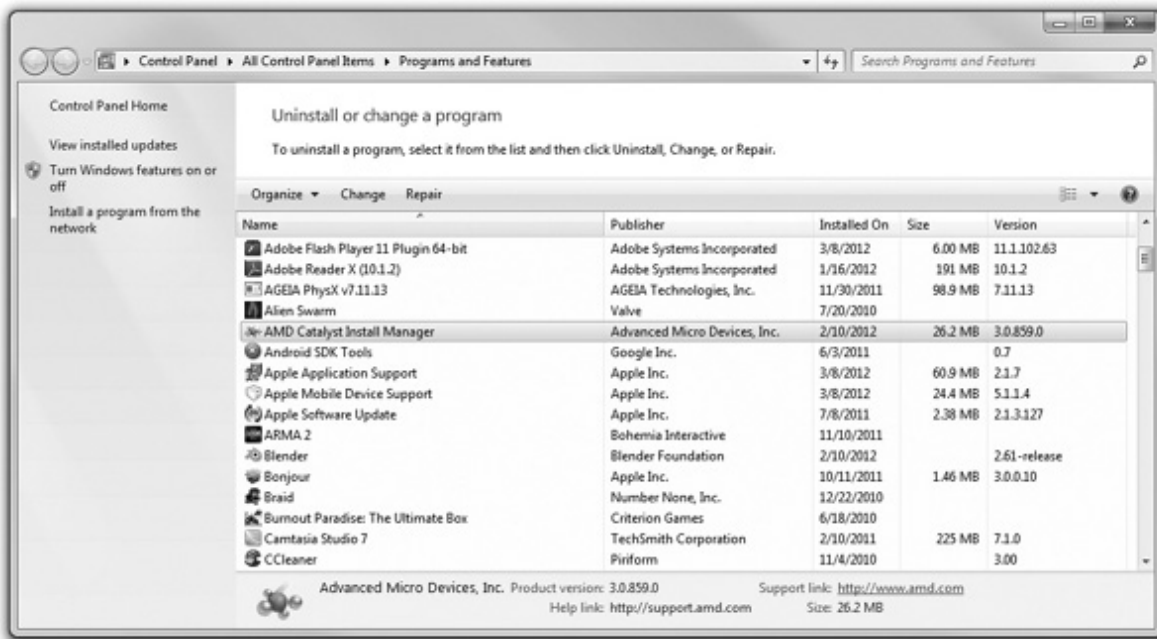 Control Panel ▸ All Control Panel Items ▸ Programs and Features
Search Programs and Features
Control Panel Home
View installed updates
Turn Windows features on or off
Install a program from the network
Uninstall or change a program
To uninstall a program, select it from the list and then click Uninstall, Change, or Repair.
Organize Change Repair
Name Publisher Installed On Size Version
Adobe Flash Player 11 Plugin 64-bit Adobe Systems Incorporated 3/8/2012 6.00 MB 11.1.102.63
Adobe Reader X (10.1.2) Adobe Systems Incorporated 1/16/2012 191 MB 10.1.2
AGEIA PhysX v7.11.13 AGEIA Technologies, Inc. 11/30/2011 98.9 MB 7.11.13
Alien Swarm Valve 7/20/2010
AMD Catalyst Install Manager Advanced Micro Devices, Inc. 2/10/2012 26.2 MB 3.0.859.0
Android SDK Tools Google Inc. 6/3/2011 0.7
Apple Application Support Apple Inc. 3/8/2012 60.9 MB 2.1.7
Apple Mobile Device Support Apple Inc. 3/8/2012 24.4 MB 5.1.1.4
Apple Software Update Apple Inc. 7/8/2011 2.38 MB 2.1.3.127
ARMA 2 Bohemia Interactive 11/10/2011
Blender Blender Foundation 2/10/2012 2.61-release
Bonjour Apple Inc. 10/11/2011 1.46 MB 3.0.0.10
Braid Number None, Inc. 12/22/2010
Burnout Paradise: The Ultimate Box Criterion Games 6/18/2010
Camtasia Studio 7 TechSmith Corporation 2/10/2011 225 MB 7.1.0
CCleaner Piriform 11/4/2010 3.00
Advanced Micro Devices, Inc. Product version: 3.0.859.0 Support link: http://www.amd.com
Help link: http://support.amd.com Size: 26.2 MB